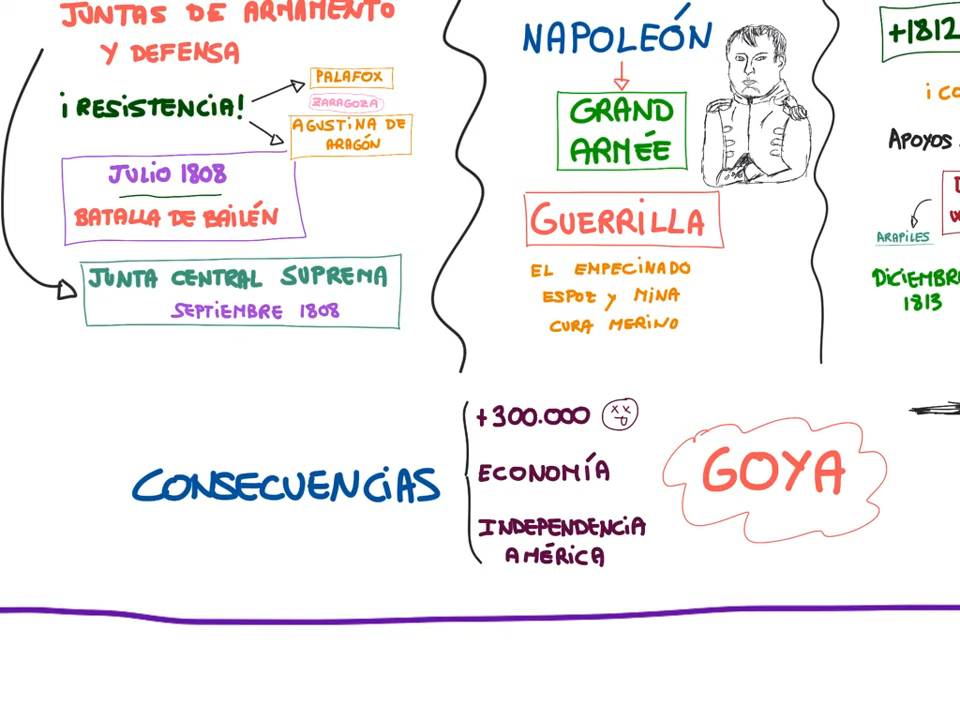 JUNTAS DE ARMAMENTO
Y DEFENSA
¡RESISTENCIA!
PALAFOX
ZARAGOZA
AGUSTINA DE
ARAGÓN
JULIO 1808
BATALLA DE BAILÉN
JUNTA CENTRAL SUPREMA
SEPTIEMBRE 1808
NAPOLEÓN
GRAND
ARMÉE
GUERRILLA
EL EMPECINADO
ESPOZ Y MINA
CURA MERINO
+1812
¡CO
APOYOS
ARAPILES
DICIEMBRE
1813
CONSECUENCIAS
+300.000
ECONOMÍA
INDEPENDENCIA
AMÉRICA
GOYA